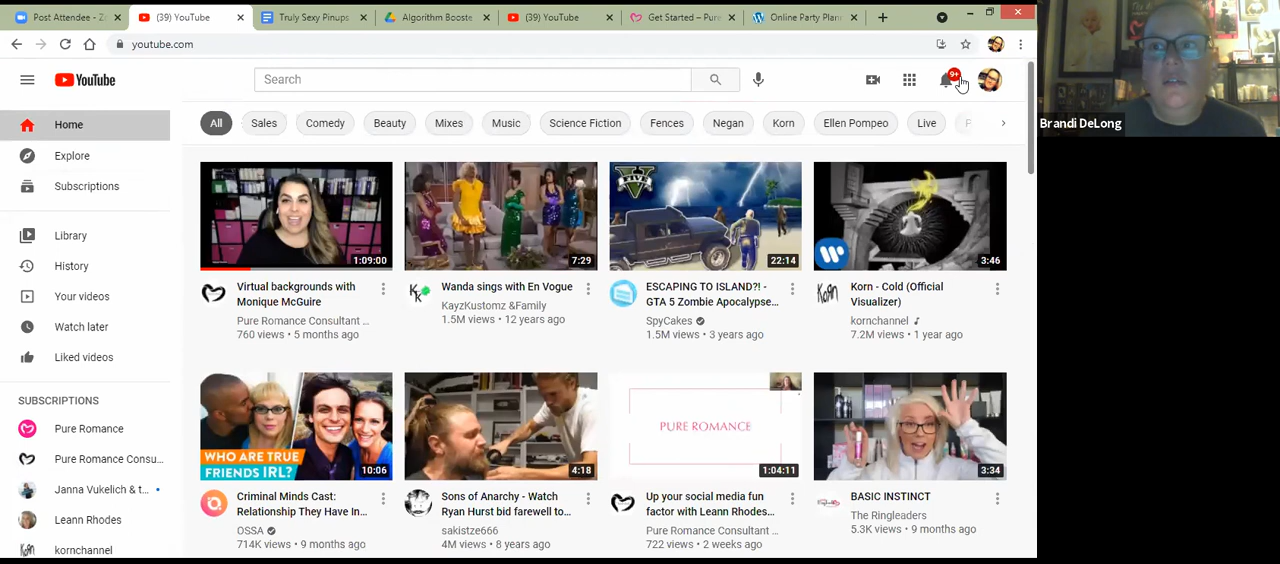 Post Attendee - Zo
(39) YouTube
Truly Sexy Pinups
Algorithm Booste
(39) YouTube
Get Started – Pure
Online Party Plan
youtube.com
YouTube
Search
9+
Brandi DeLong
Home
Explore
Subscriptions
Library
History
Your videos
Watch later
Liked videos
SUBSCRIPTIONS
Pure Romance
Pure Romance Consu...
Janna Vukelich & t...
Leann Rhodes
kornchannel
All
Sales
Comedy
Beauty
Mixes
Music
Science Fiction
Fences
Negan
Korn
Ellen Pompeo
Live
1:09:00
Virtual backgrounds with
Monique McGuire
Pure Romance Consultant ...
760 views • 5 months ago
7:29
Wanda sings with En Vogue
KayzKustomz &Family
1.5M views • 12 years ago
V
22:14
ESCAPING TO ISLAND?! -
GTA 5 Zombie Apocalypse...
SpyCakes
1.5M views • 3 years ago
3:46
Korn
Korn - Cold (Official
Visualizer)
kornchannel
7.2M views • 1 year ago
WHO ARE TRUE
FRIENDS IRL?
10:06
Criminal Minds Cast:
Relationship They Have In...
OSSA
714K views • 9 months ago
4:18
Sons of Anarchy - Watch
Ryan Hurst bid farewell to...
sakistze666
4M views • 8 years ago
PURE ROMANCE
1:04:11
Up your social media fun
factor with Leann Rhodes...
Pure Romance Consultant ...
722 views • 2 weeks ago
3:34
BASIC INSTINCT
The Ringleaders
5.3K views • 9 months ago